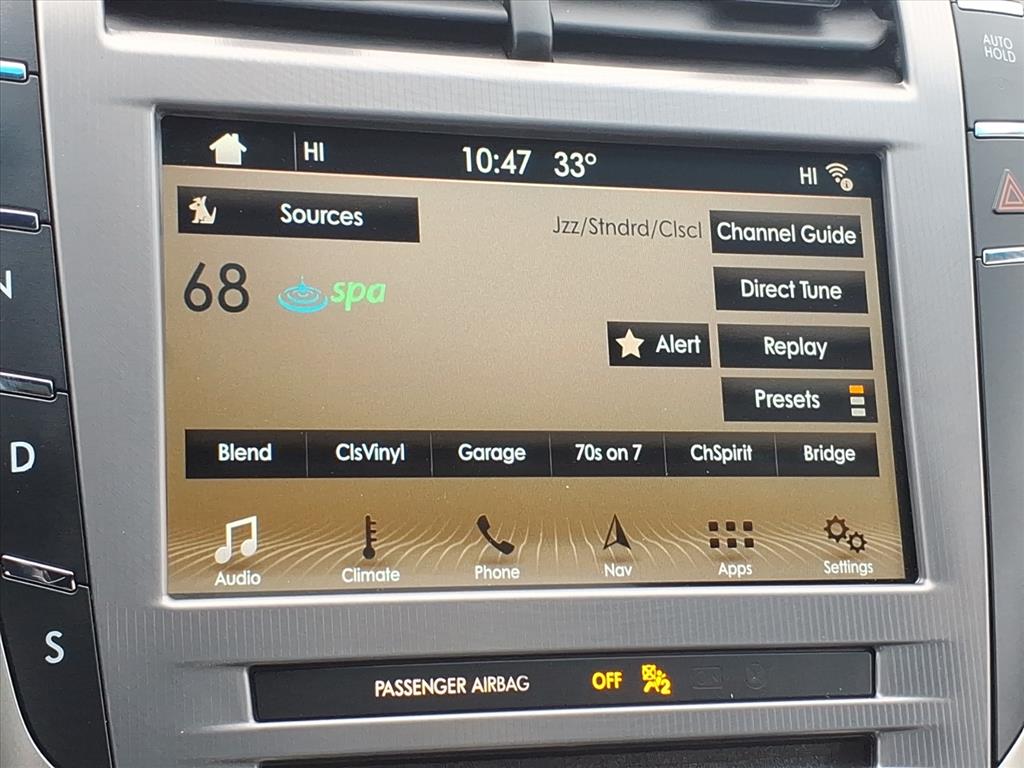 AUTO
HOLD
HI
10:47
33°
HI
Sources
Jzz/Stndrd/Clscl
Channel Guide
68
spa
Direct Tune
Alert
Replay
Presets
Blend
ClsVinyl
Garage
70s on 7
ChSpirit
Bridge
Audio
Climate
Phone
Nav
Apps
Settings
N
D
S
PASSENGER AIRBAG
OFF
2